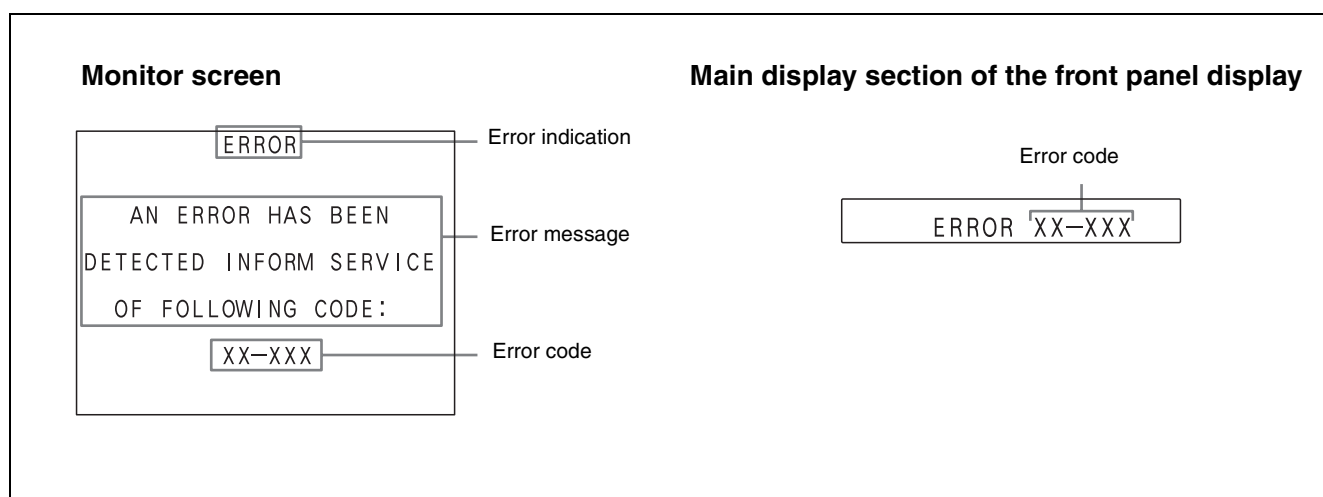 Monitor screen
ERROR
Error indication
AN ERROR HAS BEEN
DETECTED INFORM SERVICE
OF FOLLOWING CODE:
Error message
XX–XXX
Error code
Main display section of the front panel display
Error code
ERROR XX–XXX